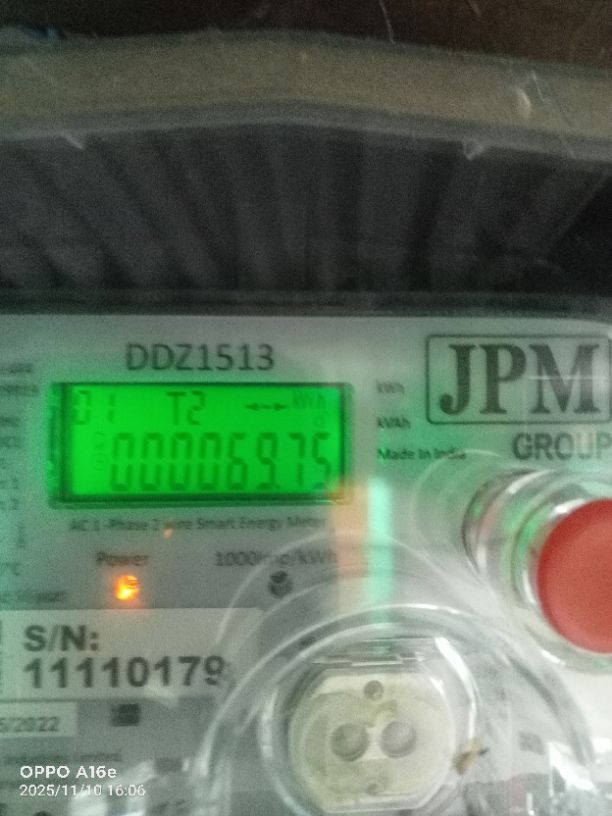 DDZ1513
01 T2 kWh
00006975
kWh
kVAh
Made In India
JPM
GROUP
AC 1-Phase 2 wire Smart Energy Meter
Power
1000imp/kWh
S/N:
11110179
/2022
Limited
OPPO A16e
2025/11/10 16:06